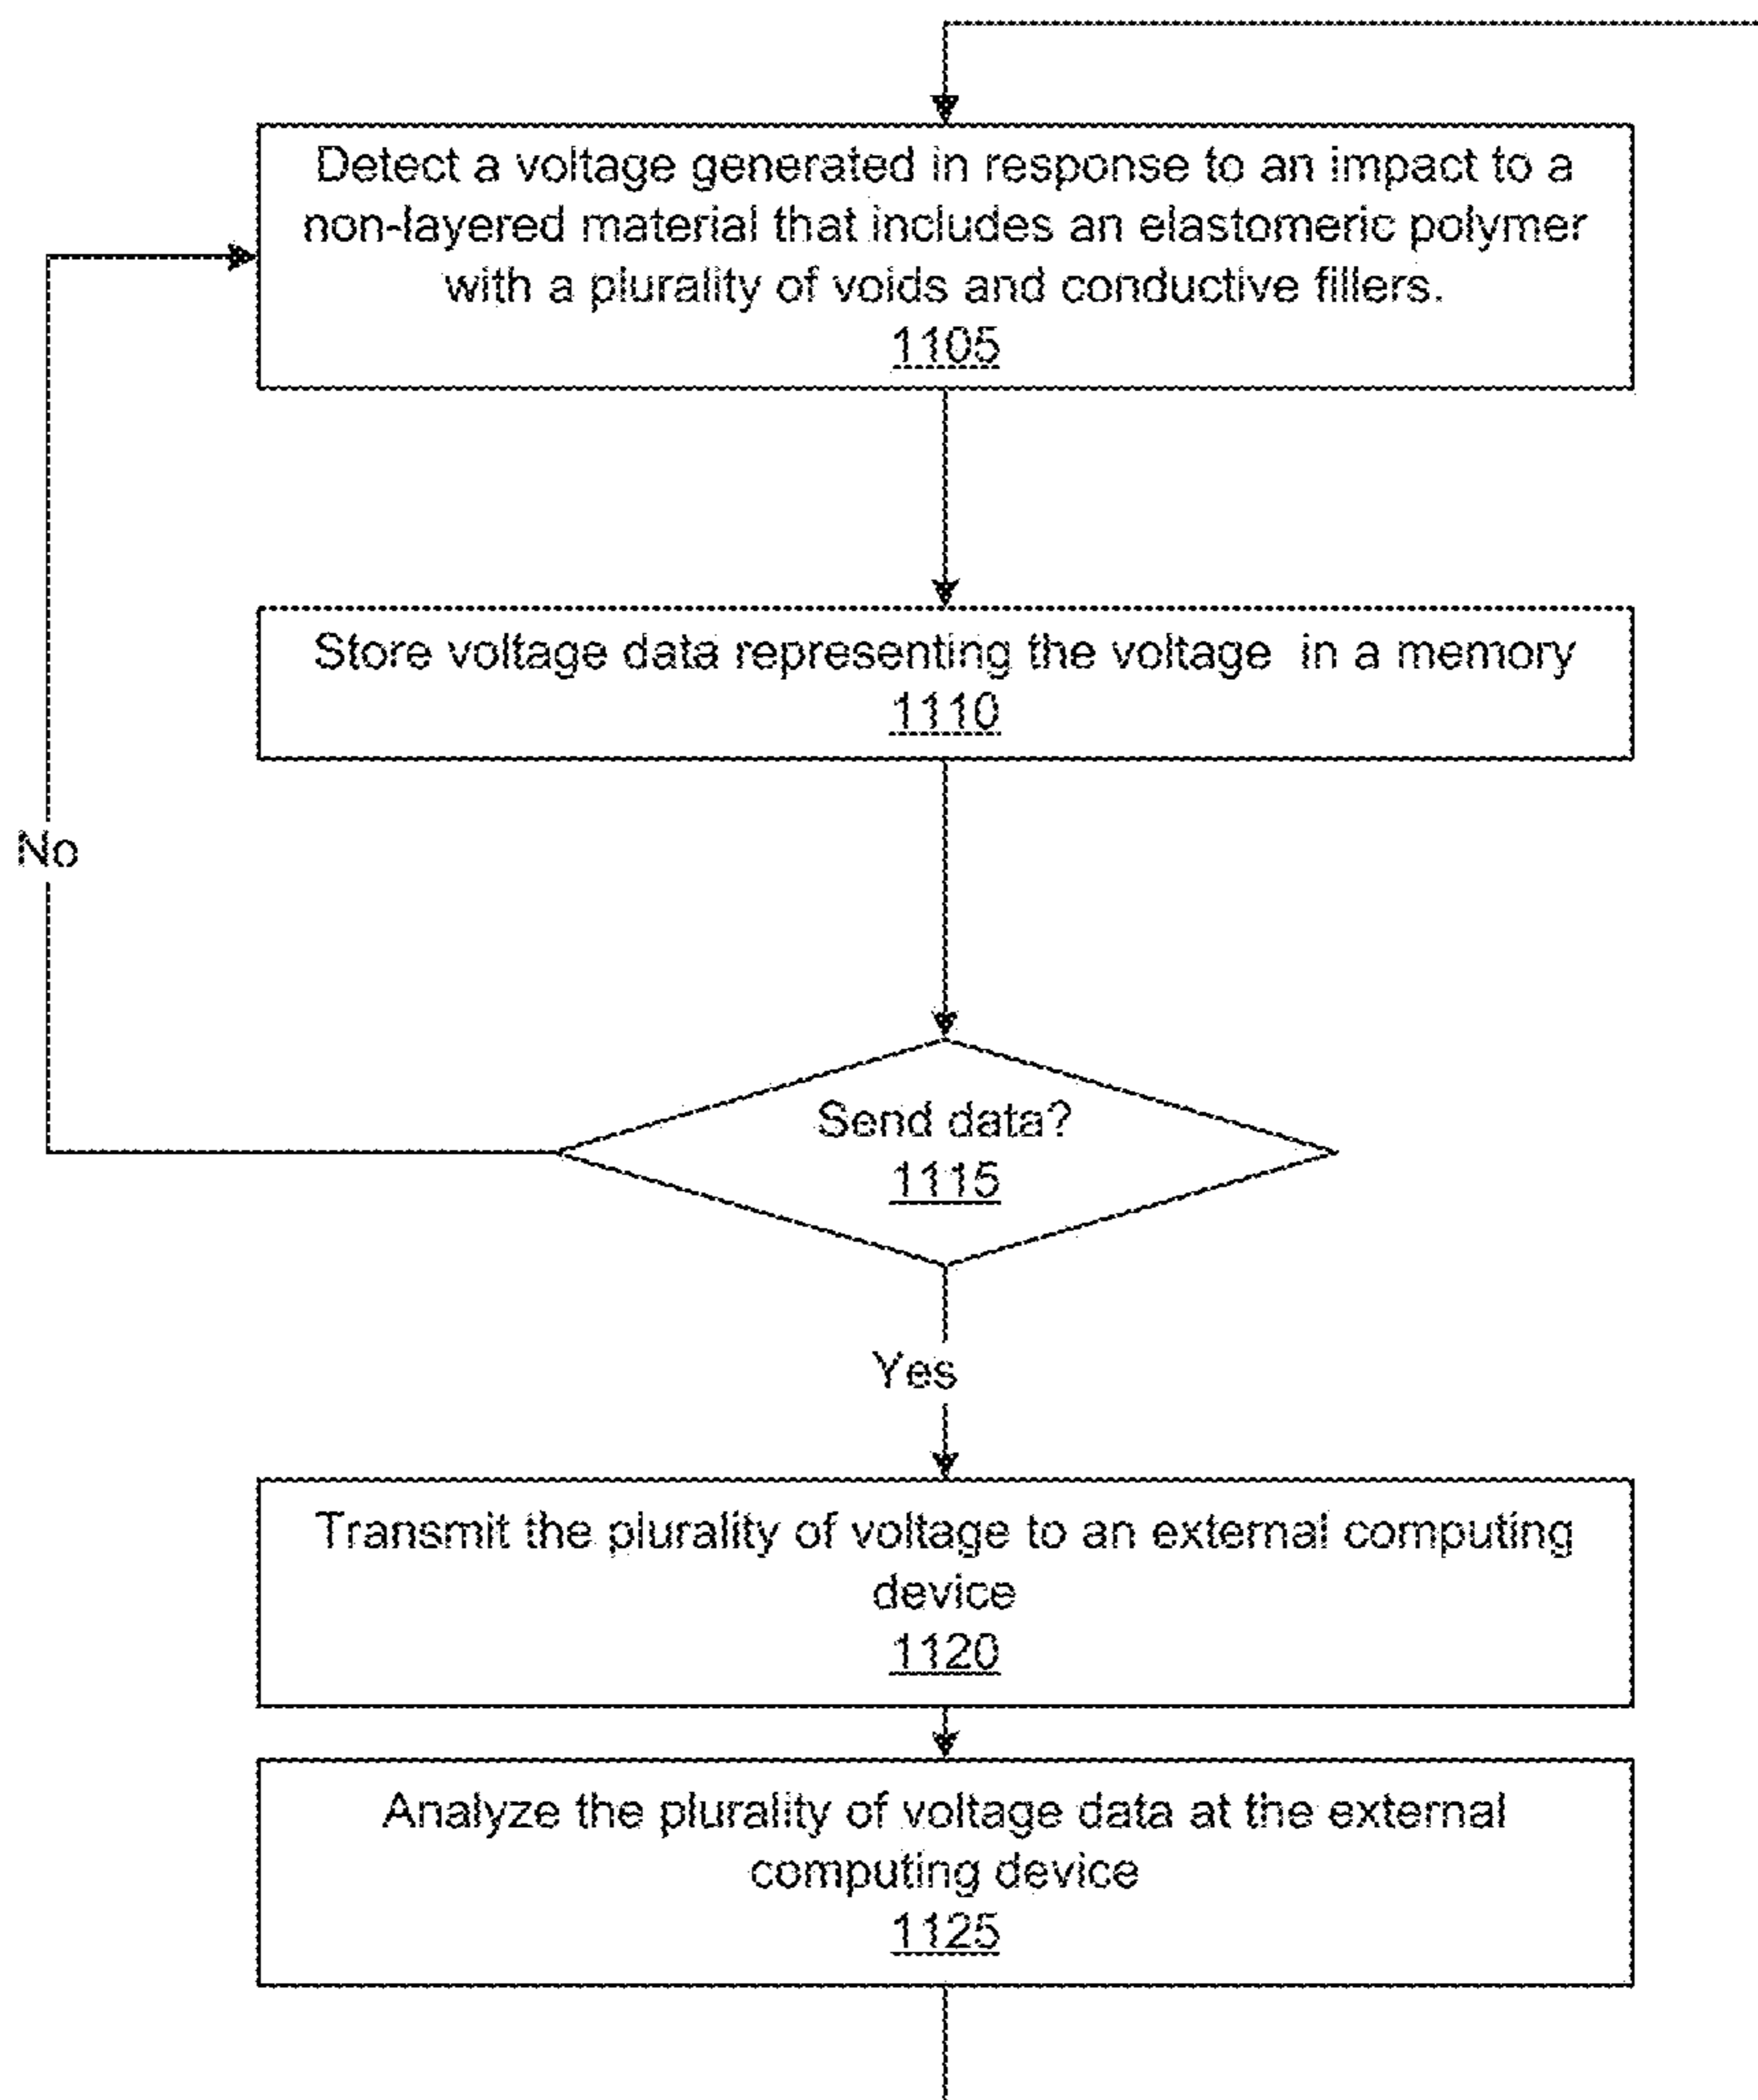 Detect a voltage generated in response to an impact to a
non-layered material that includes an elastomeric polymer
with a plurality of voids and conductive fillers.
1105
Store voltage data representing the voltage in a memory
1110
No
Send data?
1115
Yes
Transmit the plurality of voltage to an external computing
device
1120
Analyze the plurality of voltage data at the external
computing device
1125